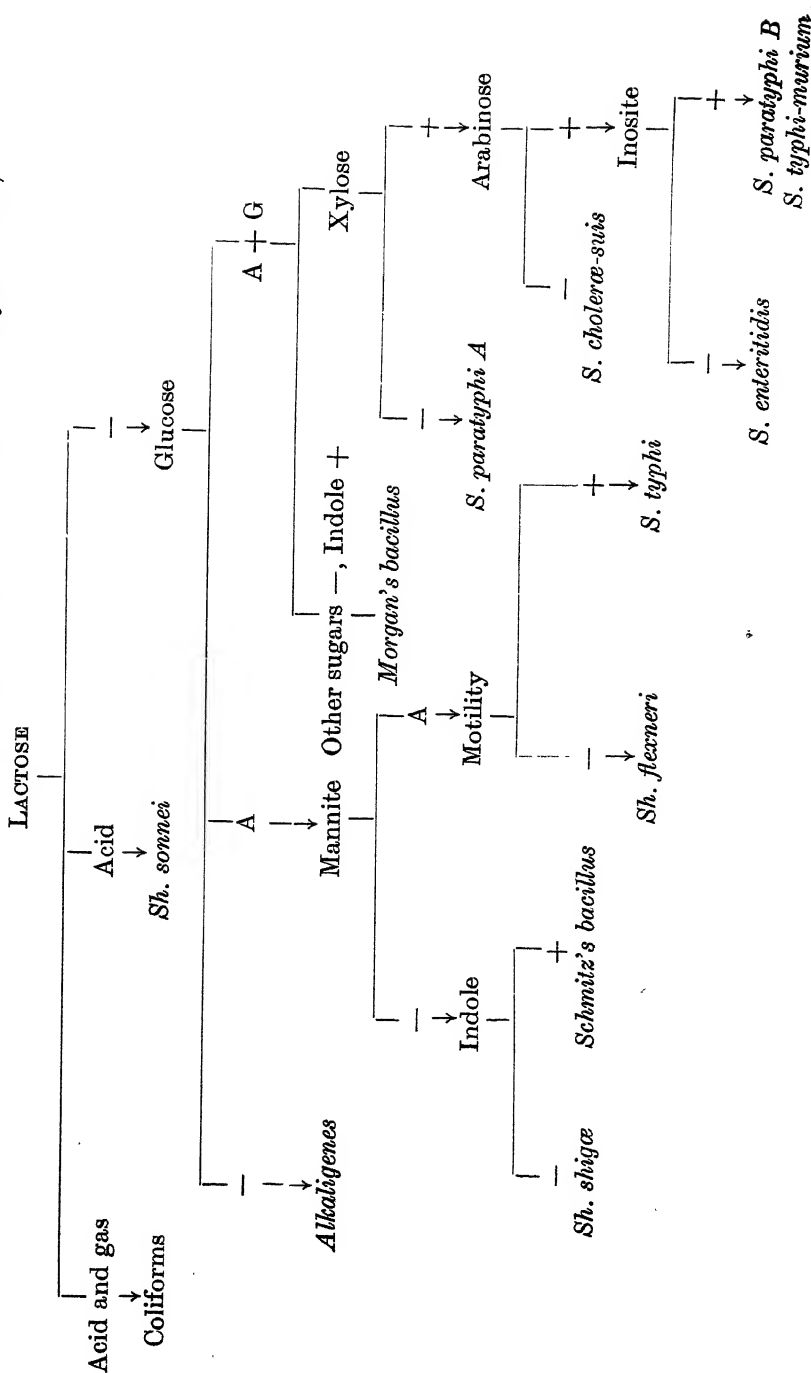 LACTOSE
Acid and gas
Acid
—
Coliforms
Sh. sonnei
Glucose
—
A
A + G
Alkaligenes
Mannite
Other sugars —, Indole +
Xylose
Morgan's bacillus
—
A
—
+
Indole
Motility
S. paratyphi A
Arabinose
—
+
—
+
—
+
Sh. shigæ
Schmitz's bacillus
Sh. flexneri
S. typhi
S. choleræ-suis
Inosite
—
+
S. enteritidis
S. paratyphi B
S. typhi-murium